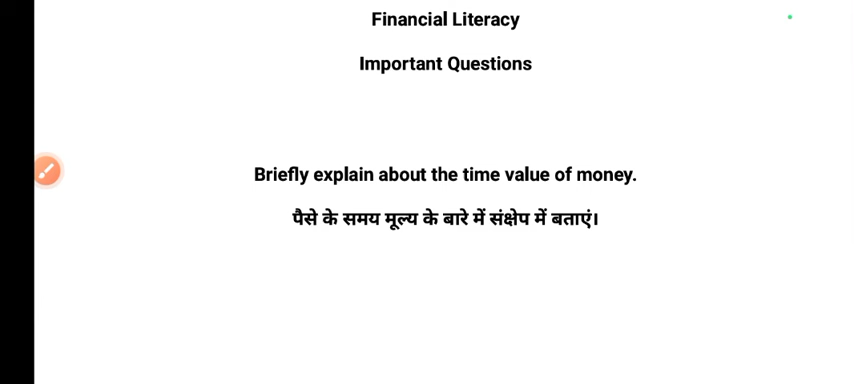 Financial Literacy
Important Questions
Briefly explain about the time value of money.
पैसे के समय मूल्य के बारे में संक्षेप में बताएं।